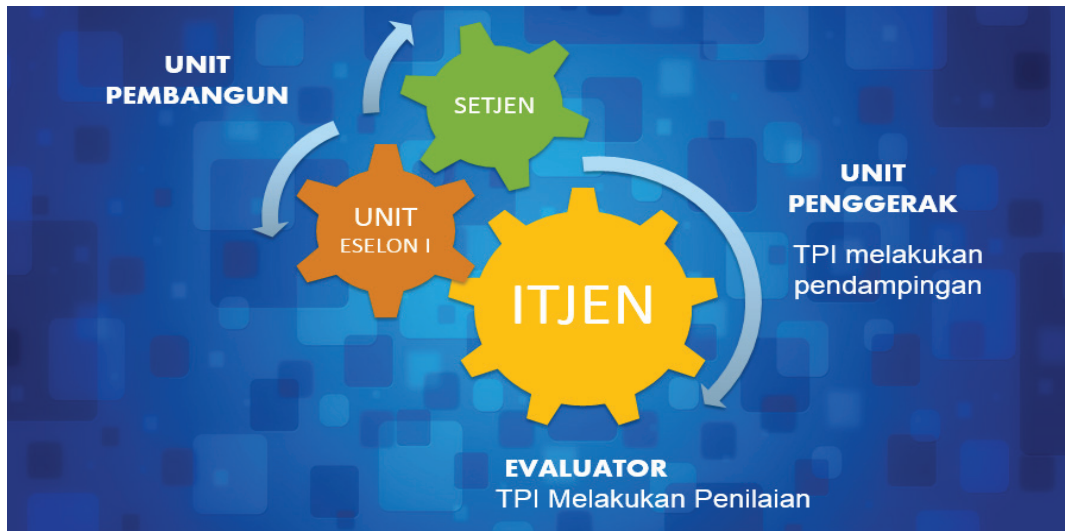 UNIT
PEMBANGUN
SETJEN
UNIT
ESELON I
ITJEN
UNIT
PENGGERAK
TPI melakukan
pendampingan
EVALUATOR
TPI Melakukan Penilaian